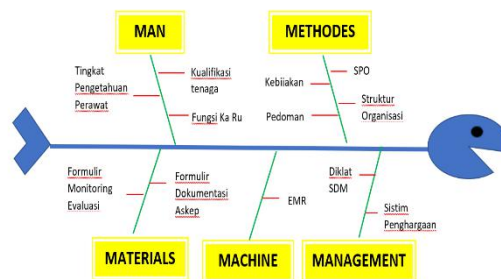 MAN
METHODES
Tingkat
Pengetahuan
Perawat
Kualifikasi
tenaga
Fungsi Ka Ru
Kebiiakan
Pedoman
SPO
Struktur
Organisasi
Formulir
Monitoring
Evaluasi
Formulir
Dokumentasi
Askep
EMR
Diklat
SDM
Sistim
Penghargaan
MATERIALS
MACHINE
MANAGEMENT